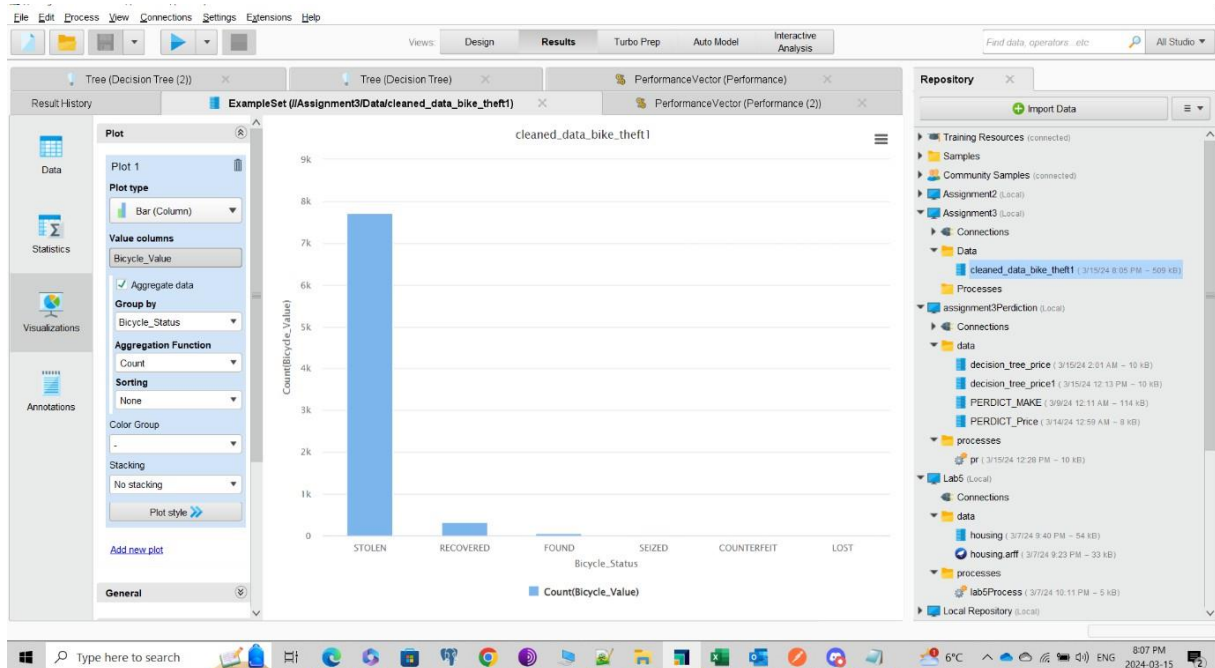 File Edit Process View Connections Settings Extensions Help
Views: Design Results Turbo Prep Auto Model Interactive Analysis
Find data, operators...etc All Studio
Tree (Decision Tree (2)) Tree (Decision Tree) PerformanceVector (Performance)
Result History ExampleSet (//Assignment3/Data/cleaned_data_bike_theft1) PerformanceVector (Performance (2))
Data
Statistics
Visualizations
Annotations
Plot
Plot 1
Plot type
Bar (Column)
Value columns
Bicycle_Value
Aggregate data
Group by
Bicycle_Status
Aggregation Function
Count
Sorting
None
Color Group
-
Stacking
No stacking
Plot style
Add new plot
General
cleaned_data_bike_theft1
Count(Bicycle_Value)
9k
8k
7k
6k
5k
4k
3k
2k
1k
0
STOLEN RECOVERED FOUND SEIZED COUNTERFEIT LOST
Bicycle_Status
Count(Bicycle_Value)
Repository
Import Data
Training Resources (connected)
Samples
Community Samples (connected)
Assignment2 (Local)
Assignment3 (Local)
Connections
Data
cleaned_data_bike_theft1 ( 3/15/24 8:05 PM – 509 kB)
Processes
assignment3Perdiction (Local)
Connections
data
decision_tree_price ( 3/15/24 2:01 AM – 10 kB)
decision_tree_price1 ( 3/15/24 12:13 PM – 10 kB)
PERDICT_MAKE ( 3/9/24 12:11 AM – 114 kB)
PERDICT_Price ( 3/14/24 12:59 AM – 8 kB)
processes
pr ( 3/15/24 12:28 PM – 10 kB)
Lab5 (Local)
Connections
data
housing ( 3/7/24 9:40 PM – 54 kB)
housing.arff ( 3/7/24 9:23 PM – 33 kB)
processes
lab5Process ( 3/7/24 10:11 PM – 5 kB)
Local Repository (Local)
Type here to search
6°C ENG 8:07 PM
2024-03-15